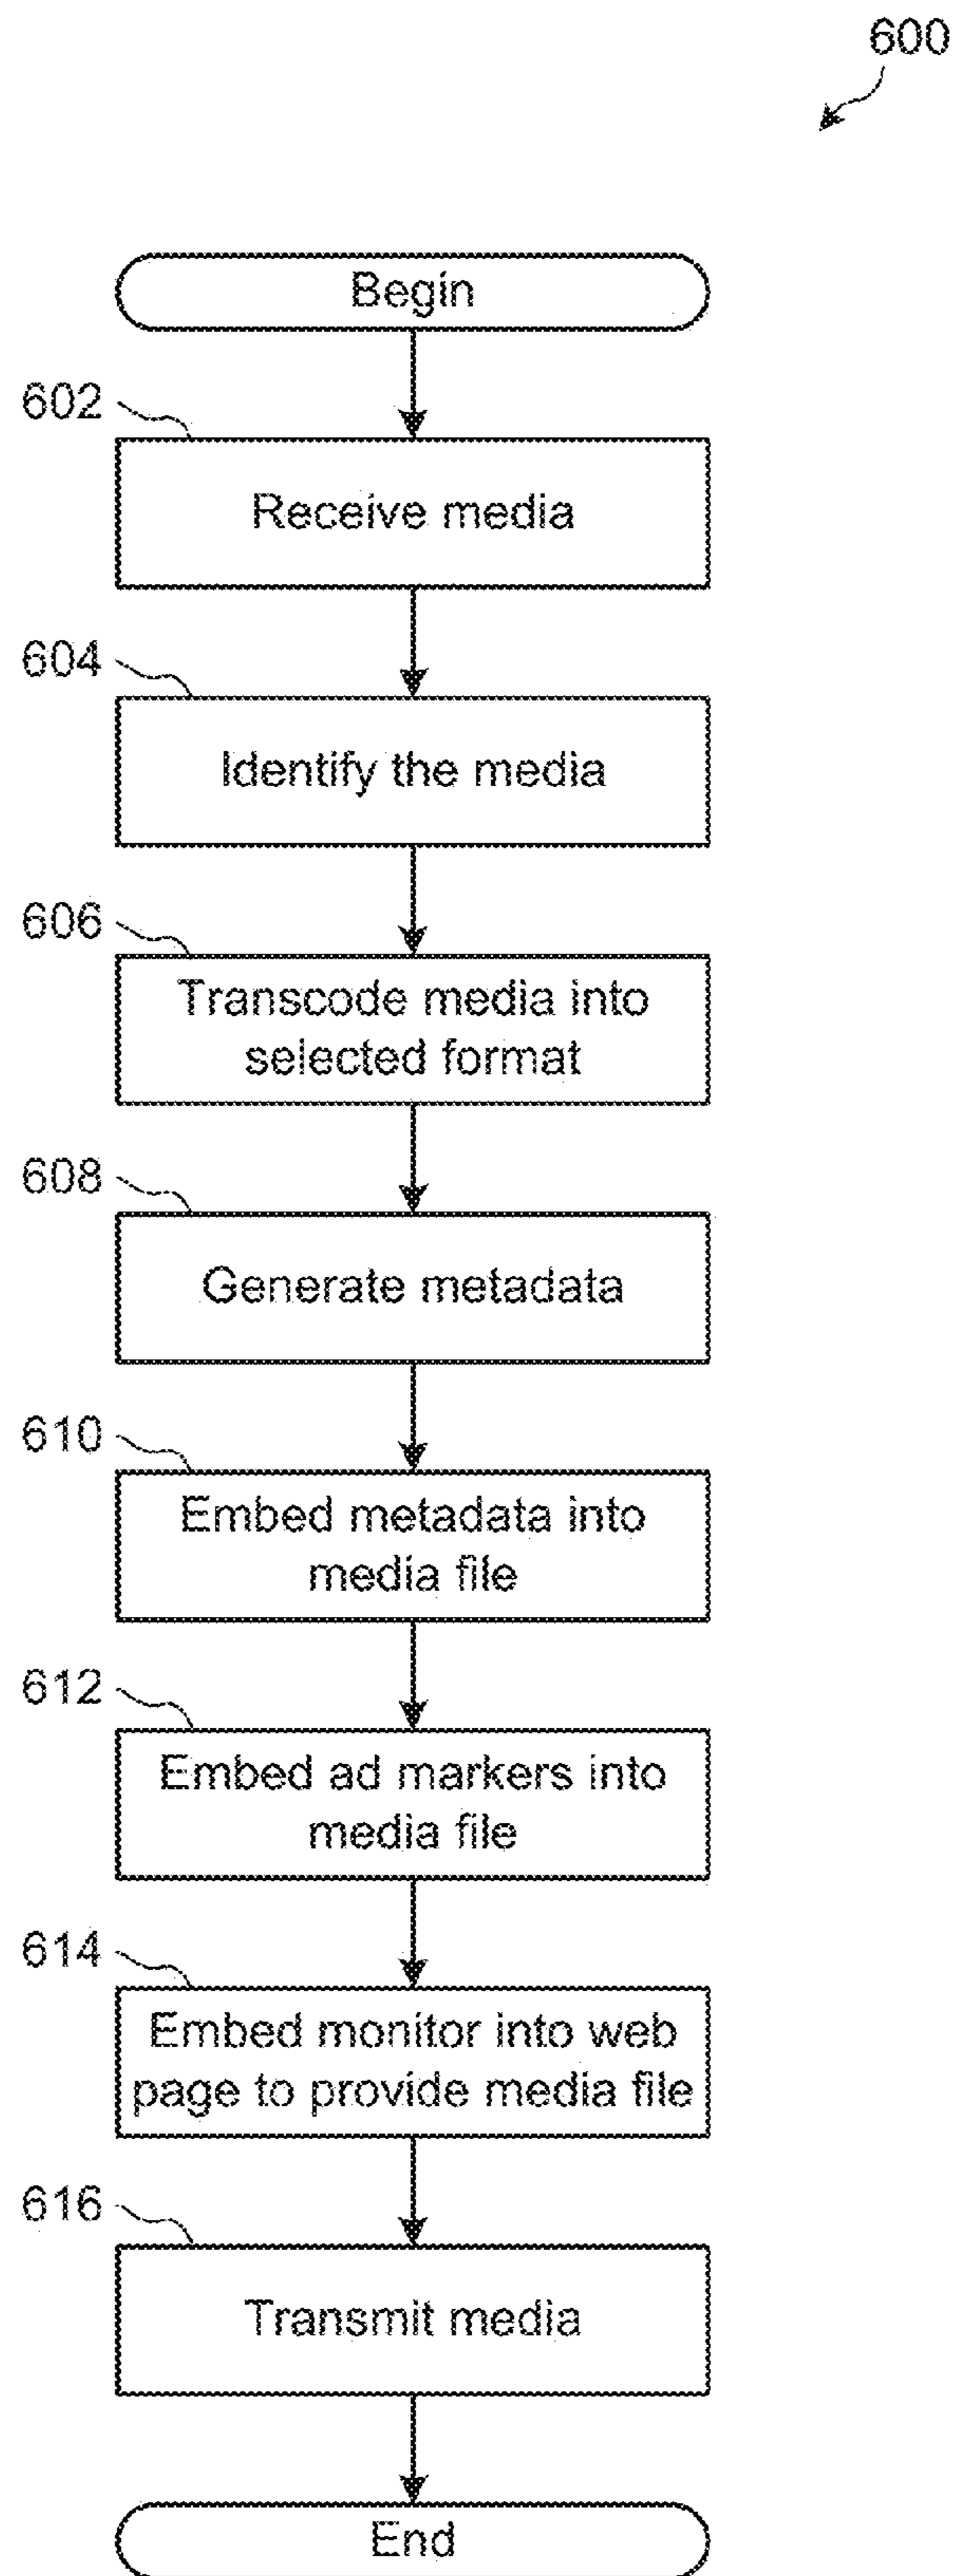 600
Begin
602
Receive media
604
Identify the media
606
Transcode media into
selected format
608
Generate metadata
610
Embed metadata into
media file
612
Embed ad markers into
media file
614
Embed monitor into web
page to provide media file
616
Transmit media
End